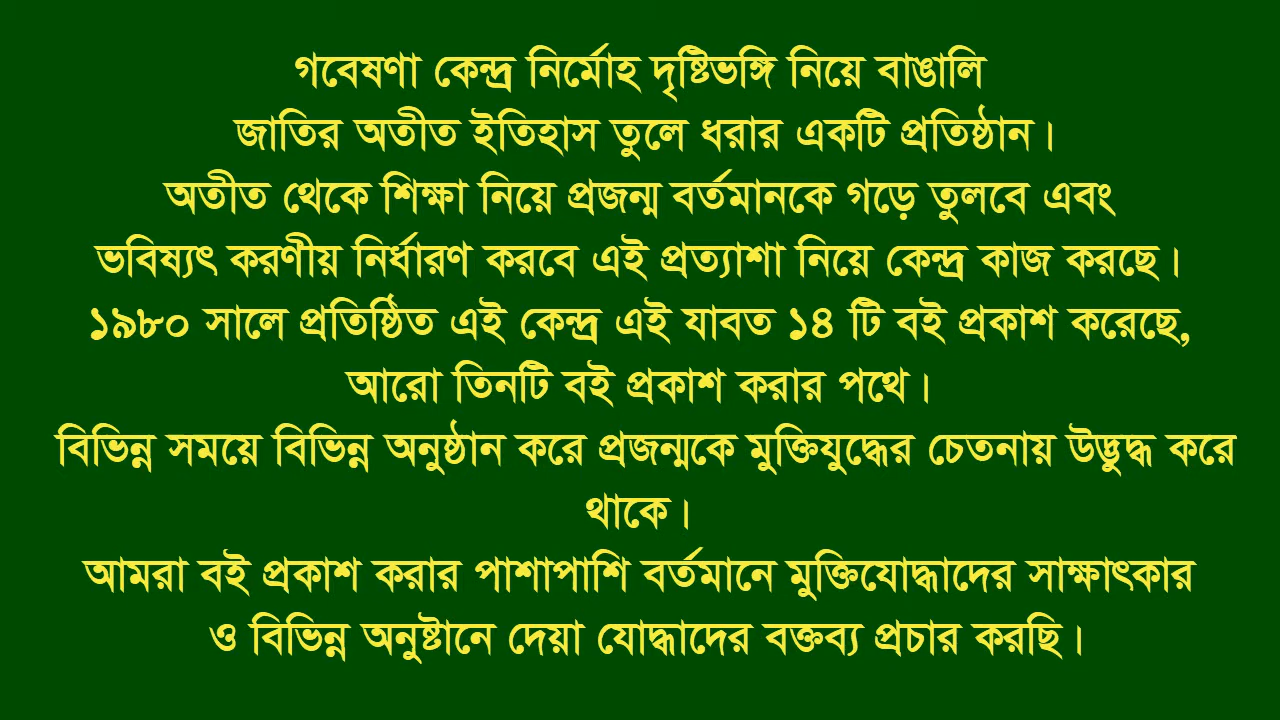 গবেষণা কেন্দ্র নির্মোহ দৃষ্টিভঙ্গি নিয়ে বাঙালি
জাতির অতীত ইতিহাস তুলে ধরার একটি প্রতিষ্ঠান।
অতীত থেকে শিক্ষা নিয়ে প্রজন্ম বর্তমানকে গড়ে তুলবে এবং
ভবিষ্যৎ করণীয় নির্ধারণ করবে এই প্রত্যাশা নিয়ে কেন্দ্র কাজ করছে।
১৯৮০ সালে প্রতিষ্ঠিত এই কেন্দ্র এই যাবত ১৪ টি বই প্রকাশ করেছে,
আরো তিনটি বই প্রকাশ করার পথে।
বিভিন্ন সময়ে বিভিন্ন অনুষ্ঠান করে প্রজন্মকে মুক্তিযুদ্ধের চেতনায় উদ্ভুদ্ধ করে
থাকে।
আমরা বই প্রকাশ করার পাশাপাশি বর্তমানে মুক্তিযোদ্ধাদের সাক্ষাৎকার
ও বিভিন্ন অনুষ্টানে দেয়া যোদ্ধাদের বক্তব্য প্রচার করছি।